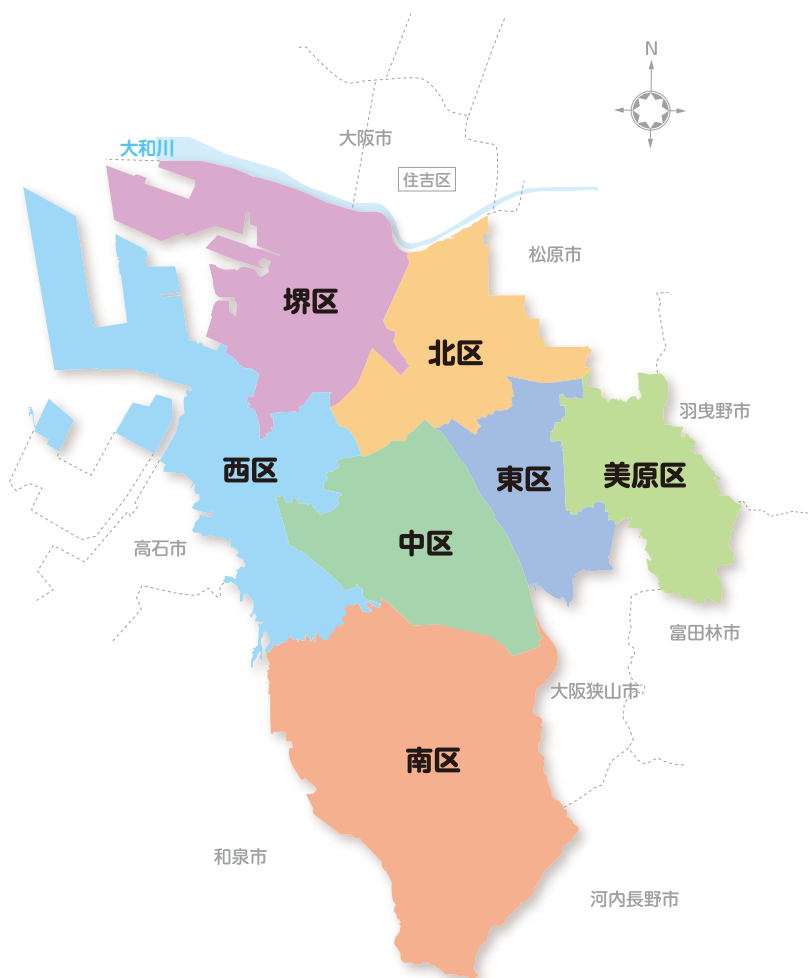 N
大阪市
大和川
住吉区
松原市
堺区
北区
羽曳野市
西区
東区
美原区
中区
高石市
富田林市
大阪狭山市
南区
和泉市
河内長野市